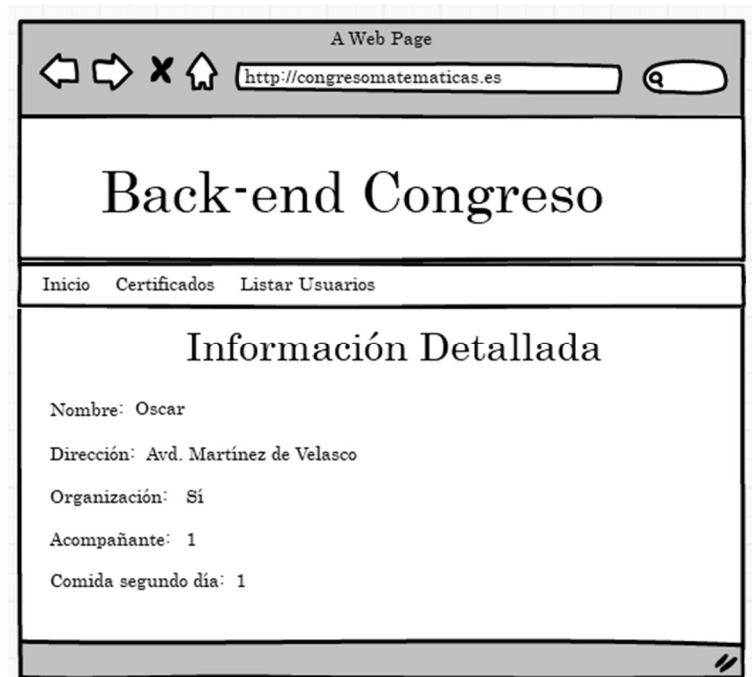 A Web Page
http://congresomatematicas.es
Back-end Congreso
Inicio Certificados Listar Usuarios
Información Detallada
Nombre: Oscar
Dirección: Avd. Martínez de Velasco
Organización: Sí
Acompañante: 1
Comida segundo día: 1